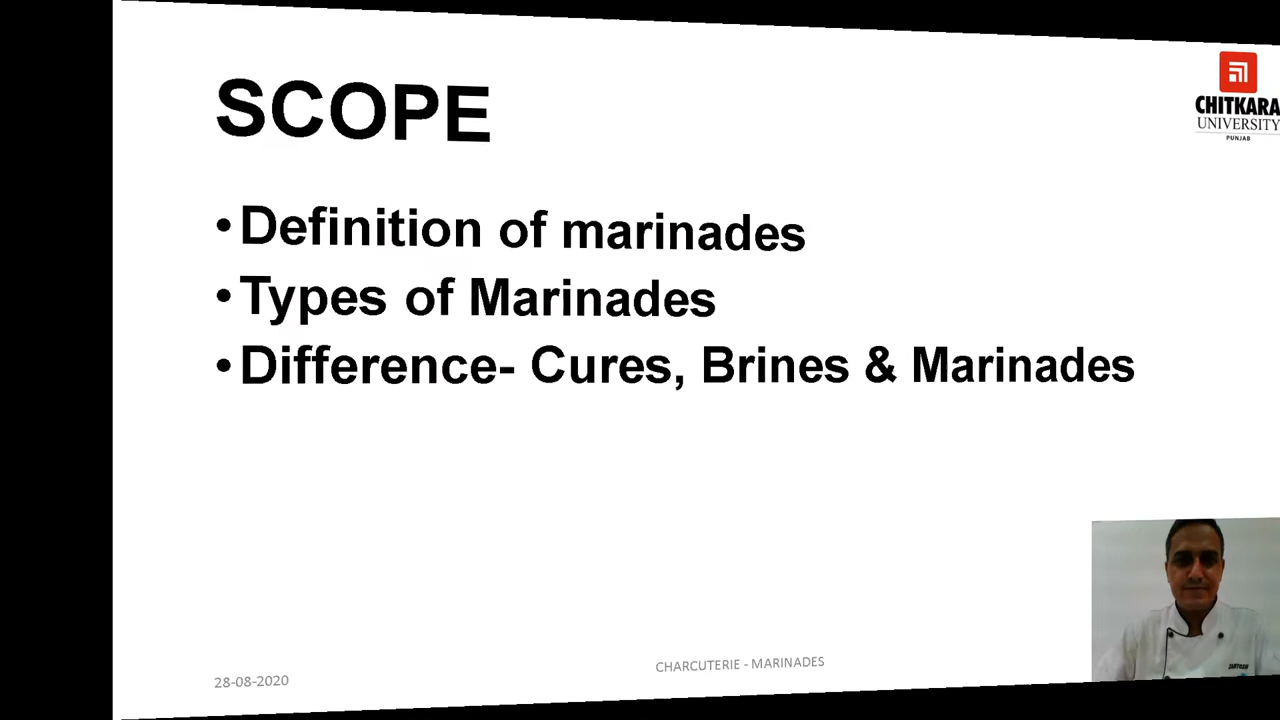 SCOPE
CHITKARA
UNIVERSITY
PUNJAB
• Definition of marinades
• Types of Marinades
• Difference- Cures, Brines & Marinades
28-08-2020
CHARCUTERIE - MARINADES